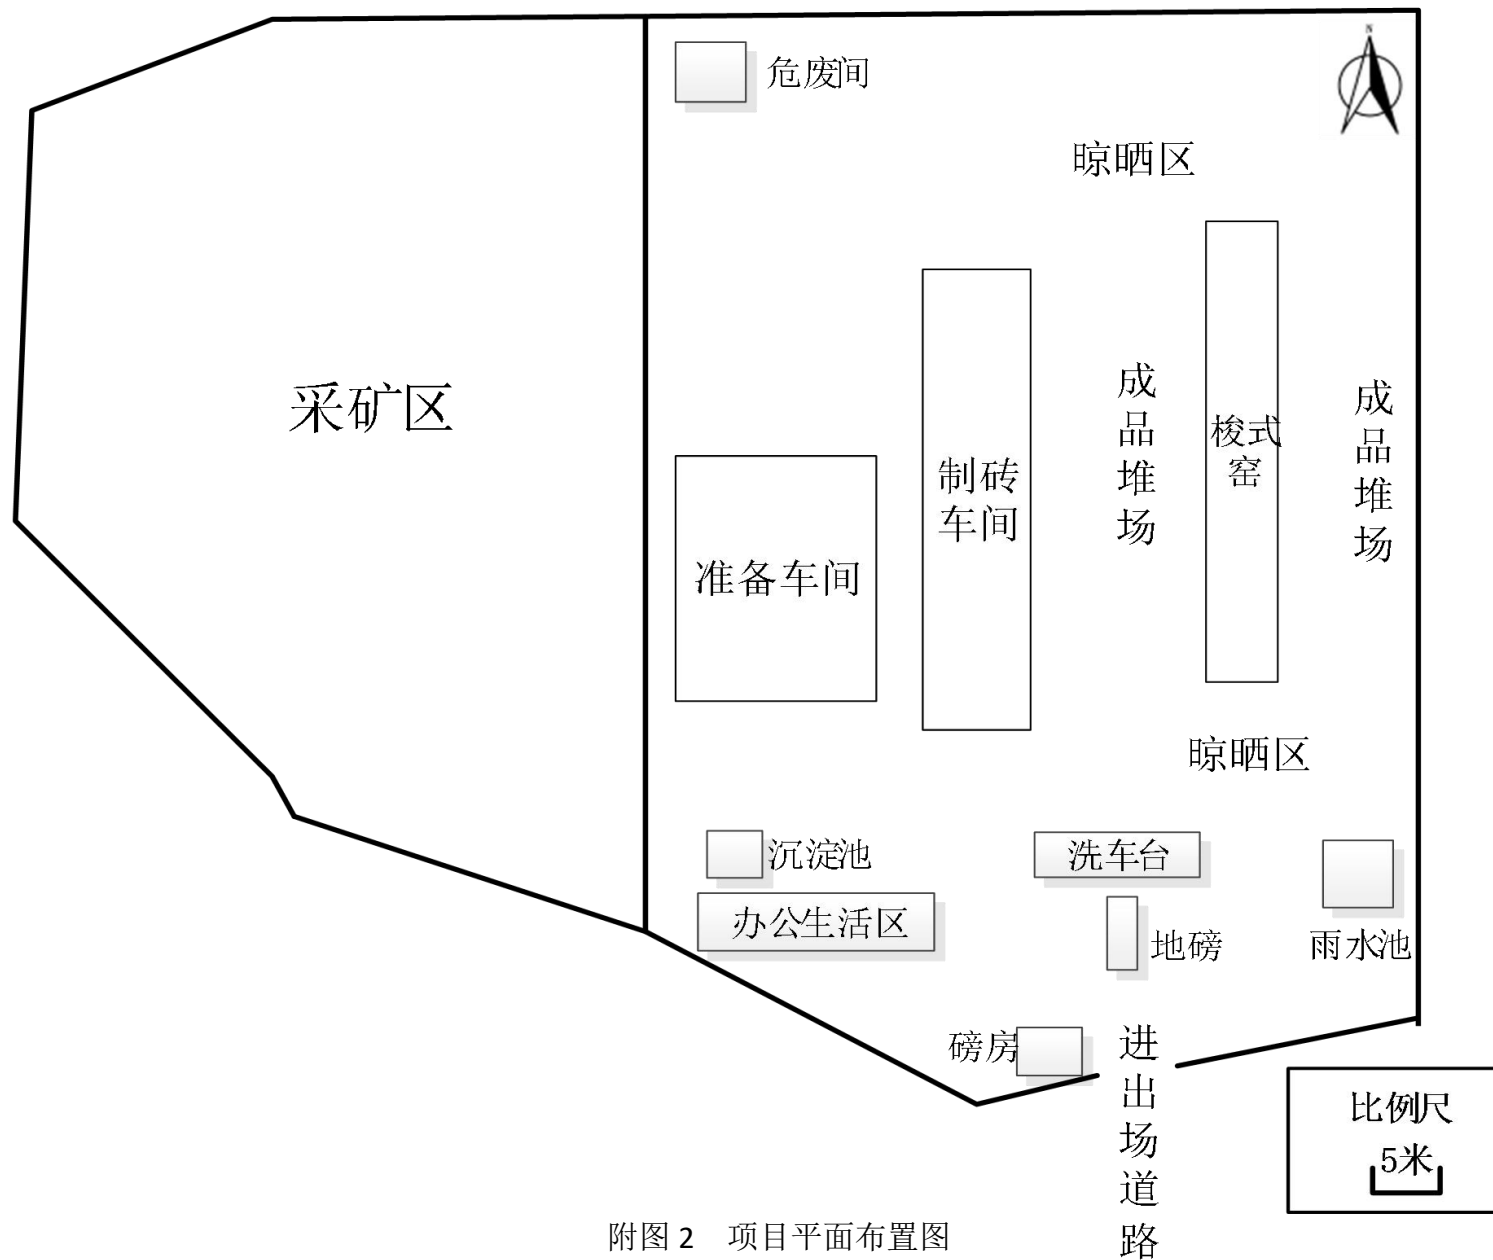 N
危废间
晾晒区
采矿区
成品堆场
梭式
窑
成品堆场
制砖
车间
准备车间
晾晒区
沉淀池
洗车台
办公生活区
地磅
雨水池
磅房
进出场道路
比例尺
5米
附图 2 项目平面布置图